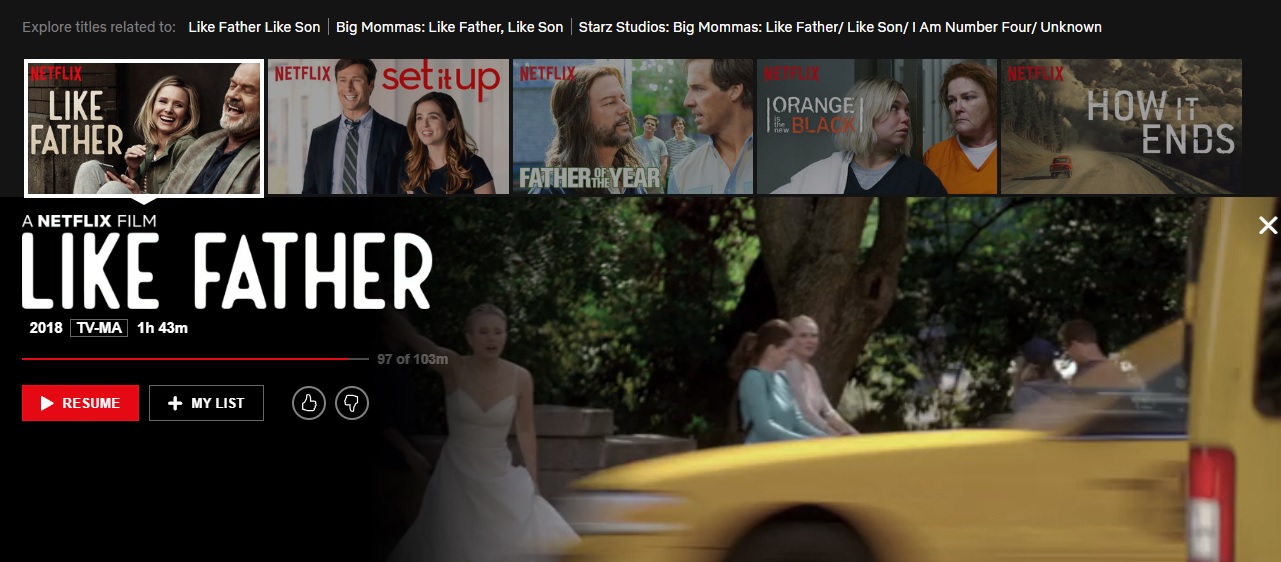 Explore titles related to: Like Father Like Son | Big Mommas: Like Father, Like Son | Starz Studios: Big Mommas: Like Father/ Like Son/ I Am Number Four/ Unknown
NETFLIX
LIKE
FATHER
NETFLIX
set it up
NETFLIX
FATHER OF THE YEAR
NETFLIX
ORANGE
is the new BLACK
NETFLIX
HOW IT
ENDS
A NETFLIX FILM
LIKE FATHER
2018 TV-MA 1h 43m
97 of 103m
RESUME + MY LIST